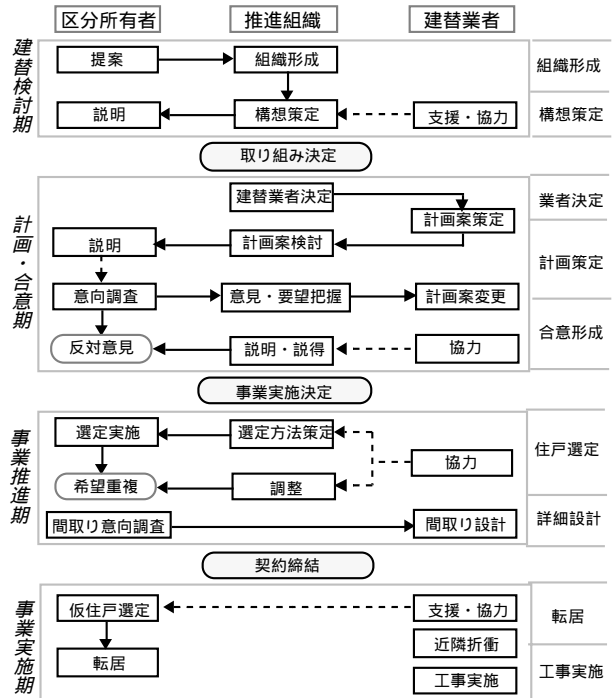 区分所有者
推進組織
建替業者
建替検討期
提案
組織形成
組織形成
説明
構想策定
支援・協力
構想策定
取り組み決定
計画・合意期
建替業者決定
業者決定
計画案策定
説明
計画案検討
計画策定
意向調査
意見・要望把握
計画案変更
反対意見
説明・説得
協力
合意形成
事業実施決定
事業推進期
選定実施
選定方法策定
住戸選定
協力
希望重複
調整
間取り意向調査
間取り設計
詳細設計
契約締結
事業実施期
仮住戸選定
支援・協力
転居
近隣折衝
転居
工事実施
工事実施